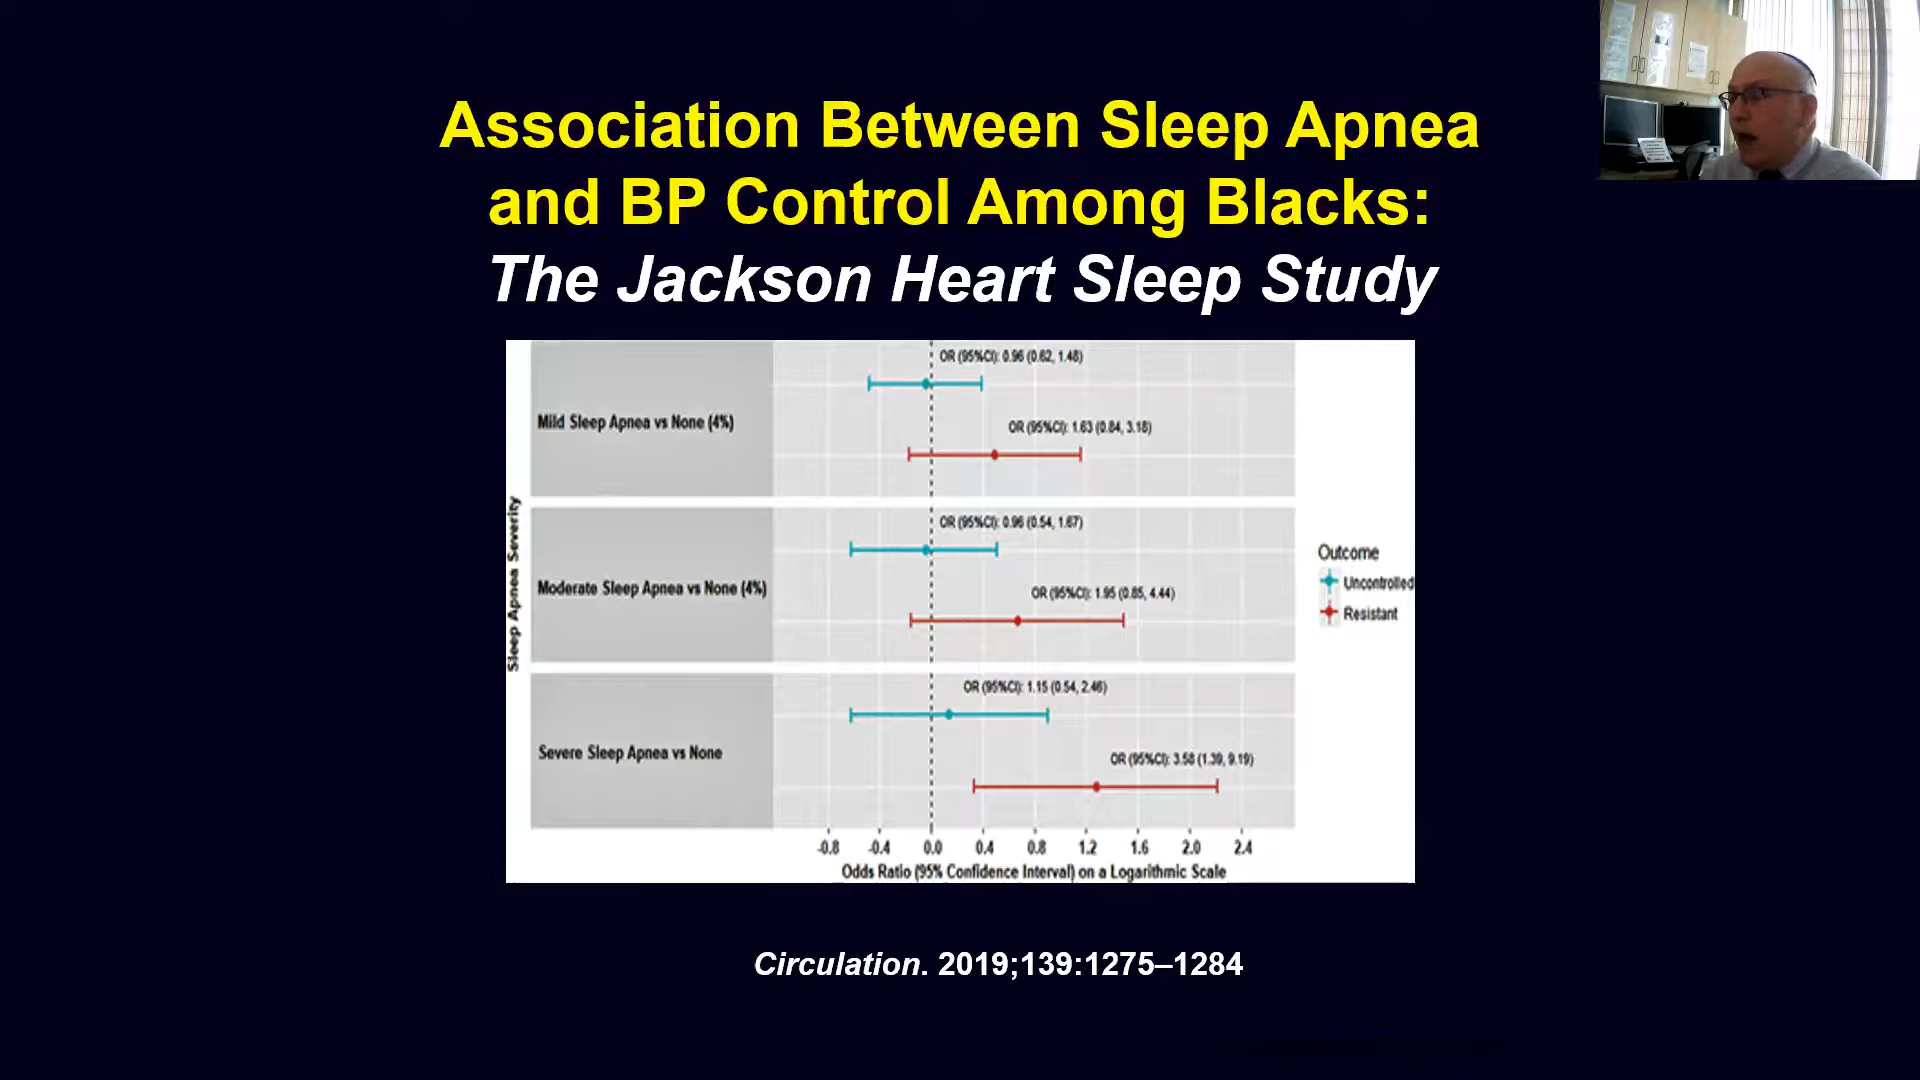 Association Between Sleep Apnea
and BP Control Among Blacks:
The Jackson Heart Sleep Study
OR (95%CI): 0.96 (0.62, 1.48)
Mild Sleep Apnea vs None (4%)
OR (95%CI): 1.63 (0.84, 3.18)
Sleep Apnea Severity
OR (95%CI): 0.96 (0.54, 1.67)
Moderate Sleep Apnea vs None (4%)
OR (95%CI): 1.95 (0.85, 4.44)
Outcome
Uncontrolled
Resistant
OR (95%CI): 1.15 (0.54, 2.46)
Severe Sleep Apnea vs None
OR (95%CI): 3.58 (1.39, 9.19)
-0.8 -0.4 0.0 0.4 0.8 1.2 1.6 2.0 2.4
Odds Ratio (95% Confidence Interval) on a Logarithmic Scale
Circulation. 2019;139:1275–1284